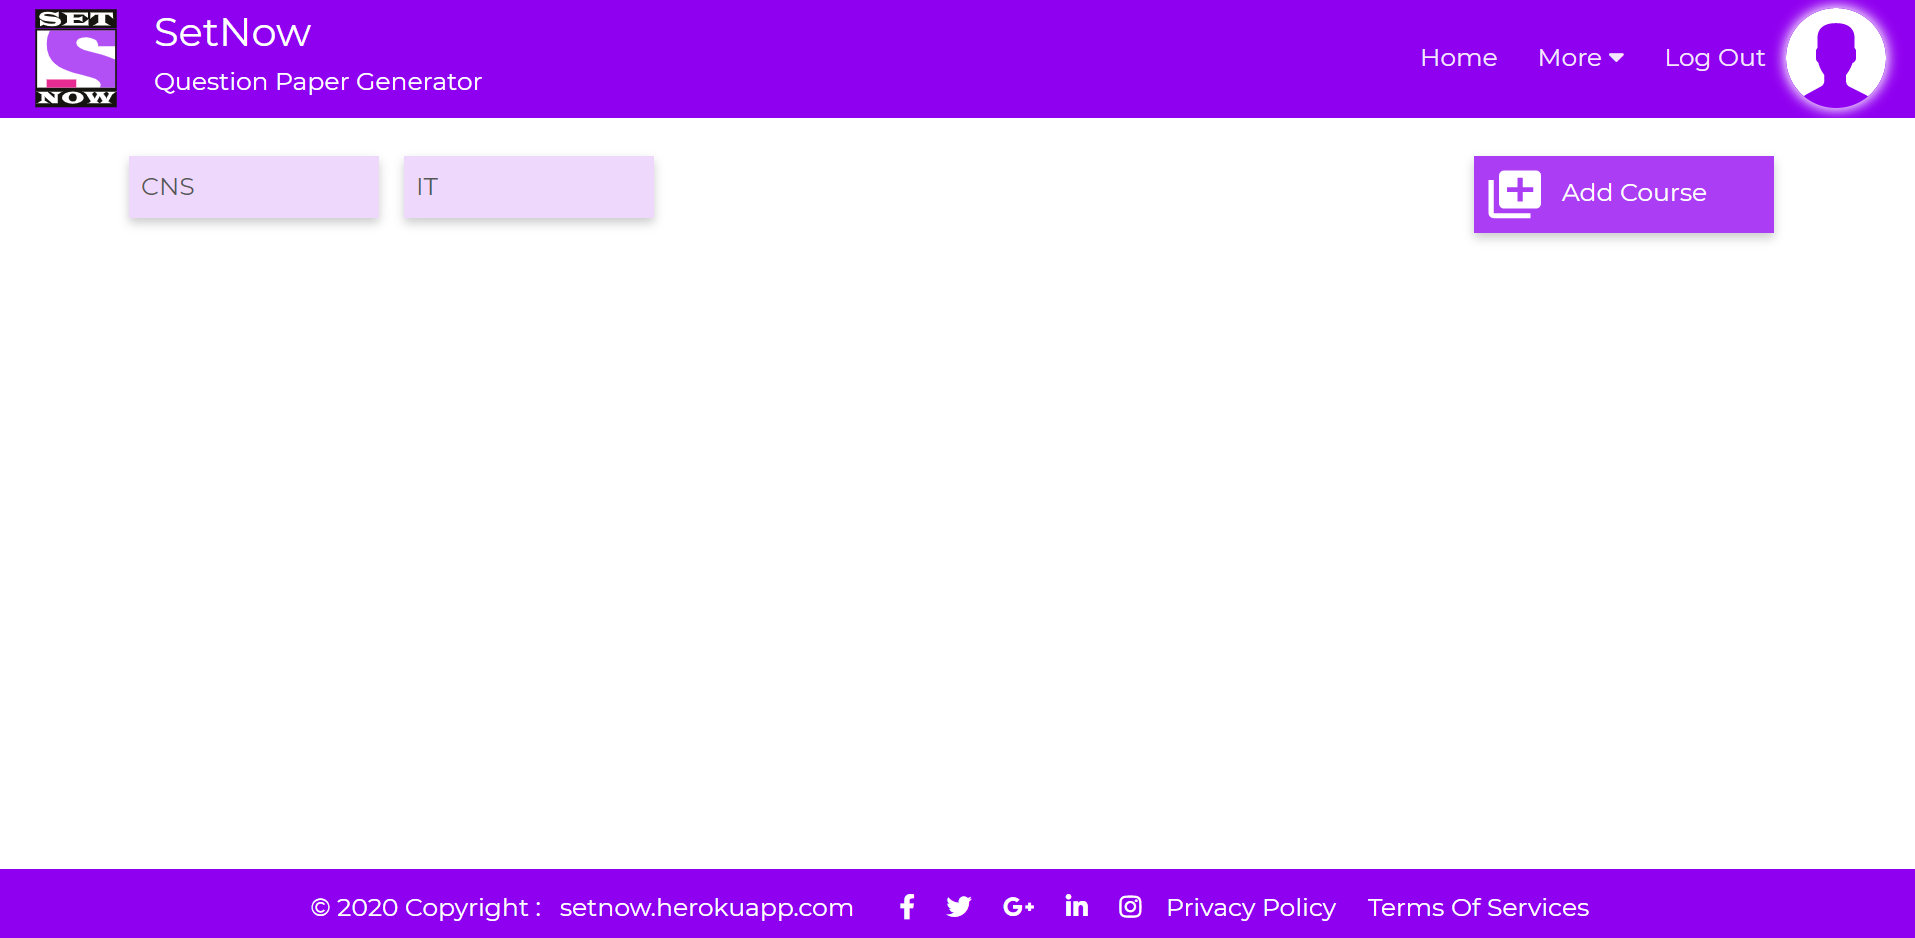 SET
NOW
SetNow
Question Paper Generator
Home
More
Log Out
CNS
IT
Add Course
© 2020 Copyright : setnow.herokuapp.com
Privacy Policy
Terms Of Services